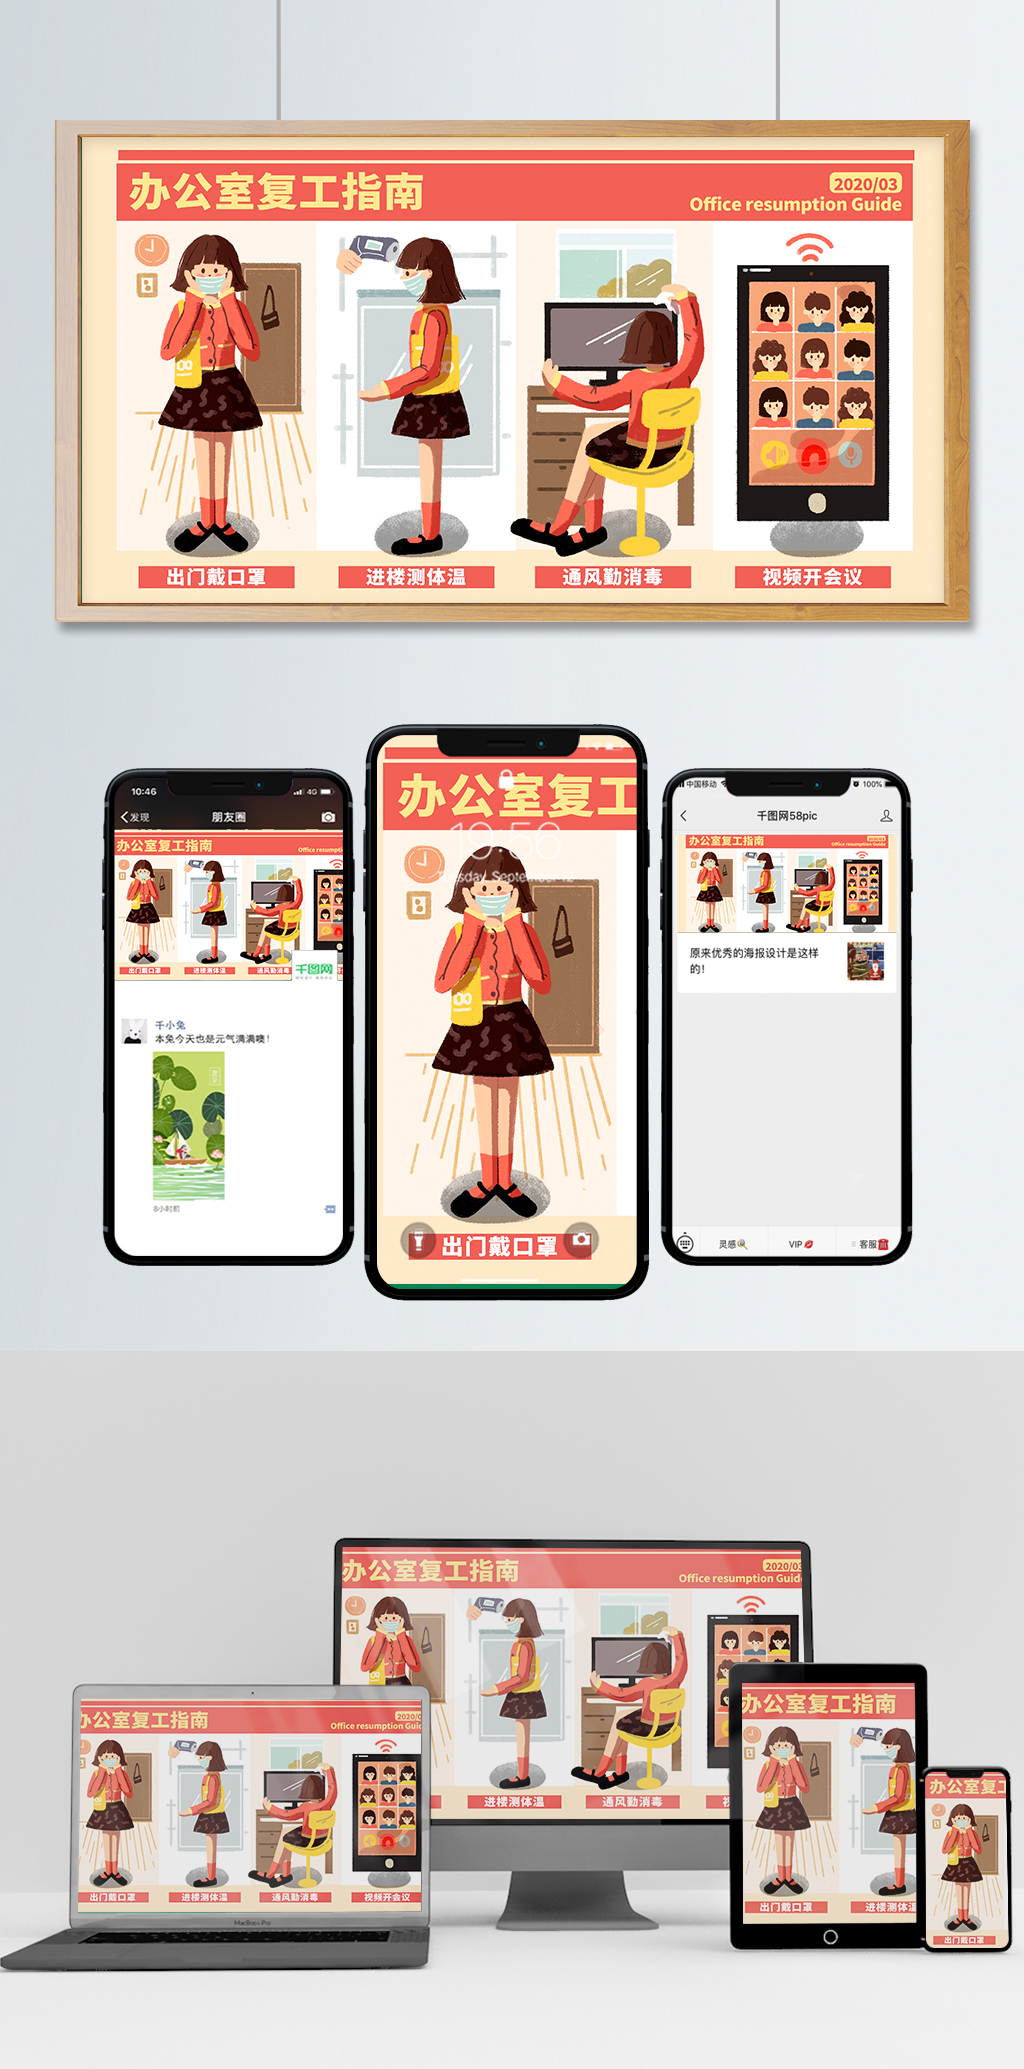 办公室复工指南
2020/03
Office resumption Guide
出门戴口罩
进楼测体温
通风勤消毒
视频开会议
10:46
4G
发现
朋友圈
办公室复工指南
Office resumpti
出门戴口罩
进楼测体温
通风勤消毒
千图网
千小兔
本兔今天也是元气满满噢！
8小时前
办公室复工
19:56
Tuesday, September 12
出门戴口罩
中国移动
100%
千图网58pic
办公室复工指南
2020/03
Office resumption Guide
原来优秀的海报设计是这样
的！
灵感
VIP
客服
办公室复工指南
2020/03
Office resumption Guide
进楼测体温
通风勤消毒
办公室复工指南
2020/0
Office resumption Guid
出门戴口罩
进楼测体温
通风勤消毒
视频开会议
MacBook Pro
办公室复工指南
出门戴口罩
进楼测体温
办公室复工
出门戴口罩